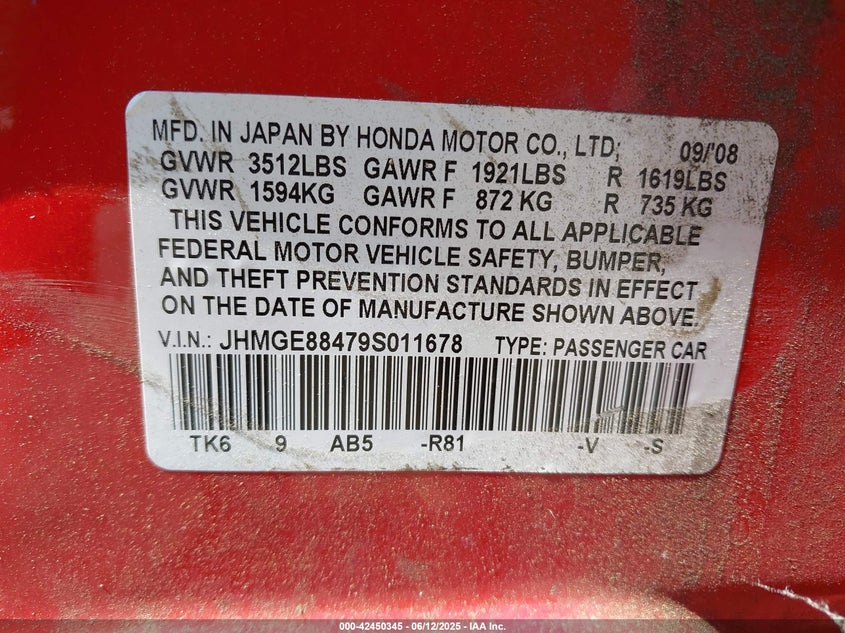 MFD. IN JAPAN BY HONDA MOTOR CO., LTD; 09/'08
GVWR 3512LBS GAWR F 1921LBS R 1619LBS
GVWR 1594KG GAWR F 872 KG R 735 KG
THIS VEHICLE CONFORMS TO ALL APPLICABLE
FEDERAL MOTOR VEHICLE SAFETY, BUMPER,
AND THEFT PREVENTION STANDARDS IN EFFECT
ON THE DATE OF MANUFACTURE SHOWN ABOVE.
V.I.N.: JHMGE88479S011678 TYPE: PASSENGER CAR
TK6 9 AB5 -R81 -V -S
000-42450345 - 06/12/2025 - IAA Inc.